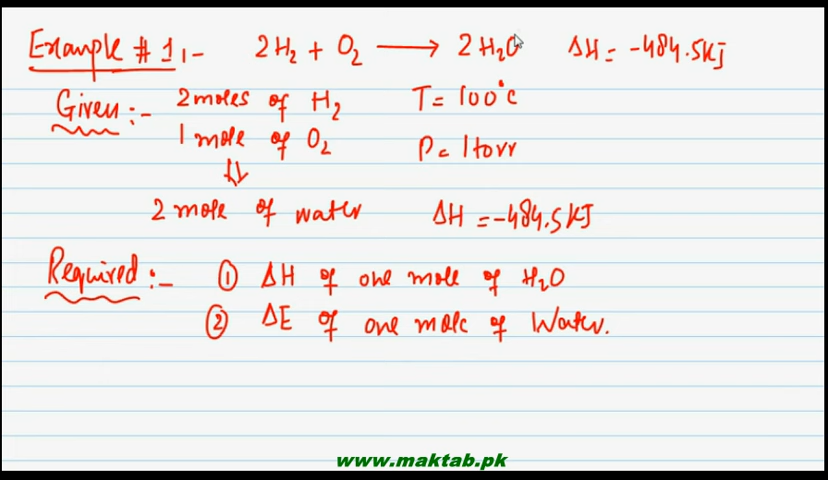 Example # 1:- 2H₂ + O₂ ⟶ 2H₂O ΔH = -484.5KJ
Given :- 2 moles of H₂ T = 100°C
1 mole of O₂ P = 1 torr
⇓
2 mole of water ΔH = -484.5KJ
Required :- ① ΔH of one mole of H₂O
② ΔE of one mole of Water.
www.maktab.pk